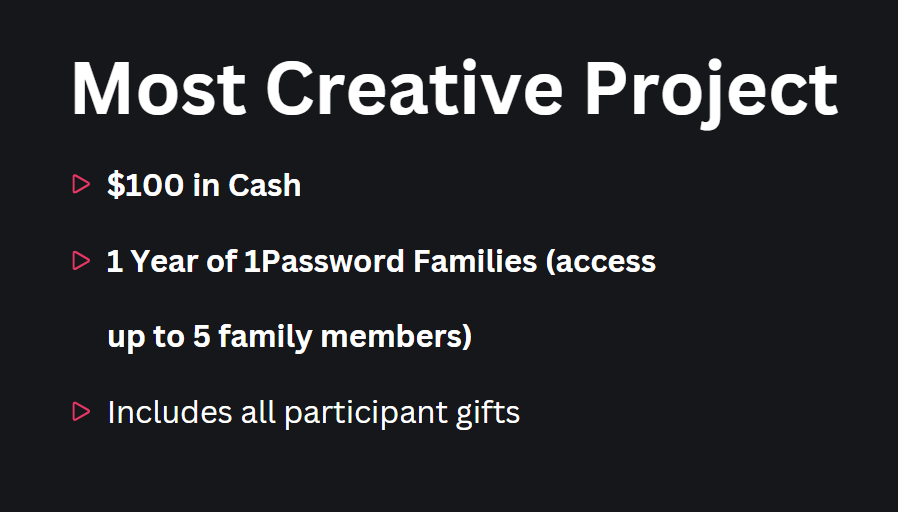 Most Creative Project
$100 in Cash
1 Year of 1Password Families (access
up to 5 family members)
Includes all participant gifts